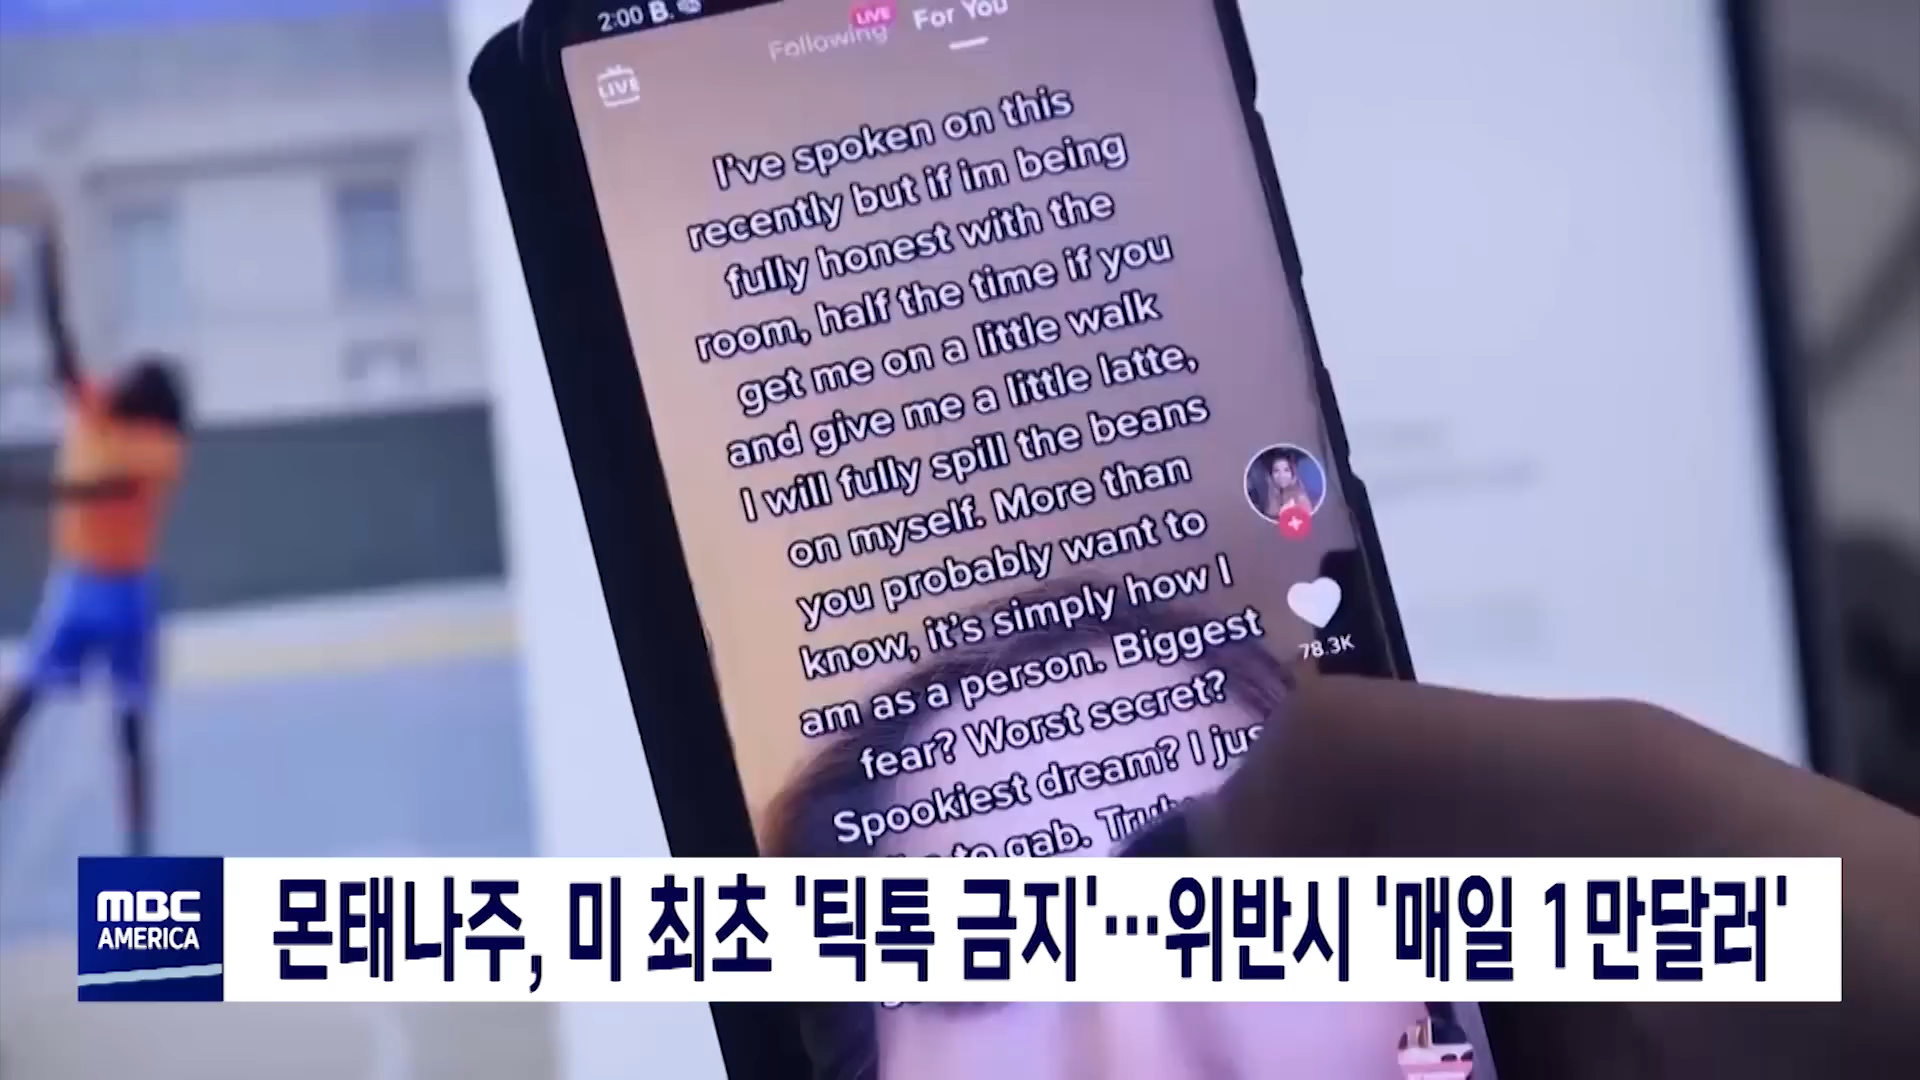 2:00 B.
Following LIVE For You
LIVE
I've spoken on this
recently but if im being
fully honest with the
room, half the time if you
get me on a little walk
and give me a little latte,
I will fully spill the beans
on myself. More than
you probably want to
know, it's simply how I
am as a person. Biggest
fear? Worst secret?
Spookiest dream? I jus
to gab.
78.3K
MBC
AMERICA
몬태나주, 미 최초 '틱톡 금지'…위반시 '매일 1만달러'